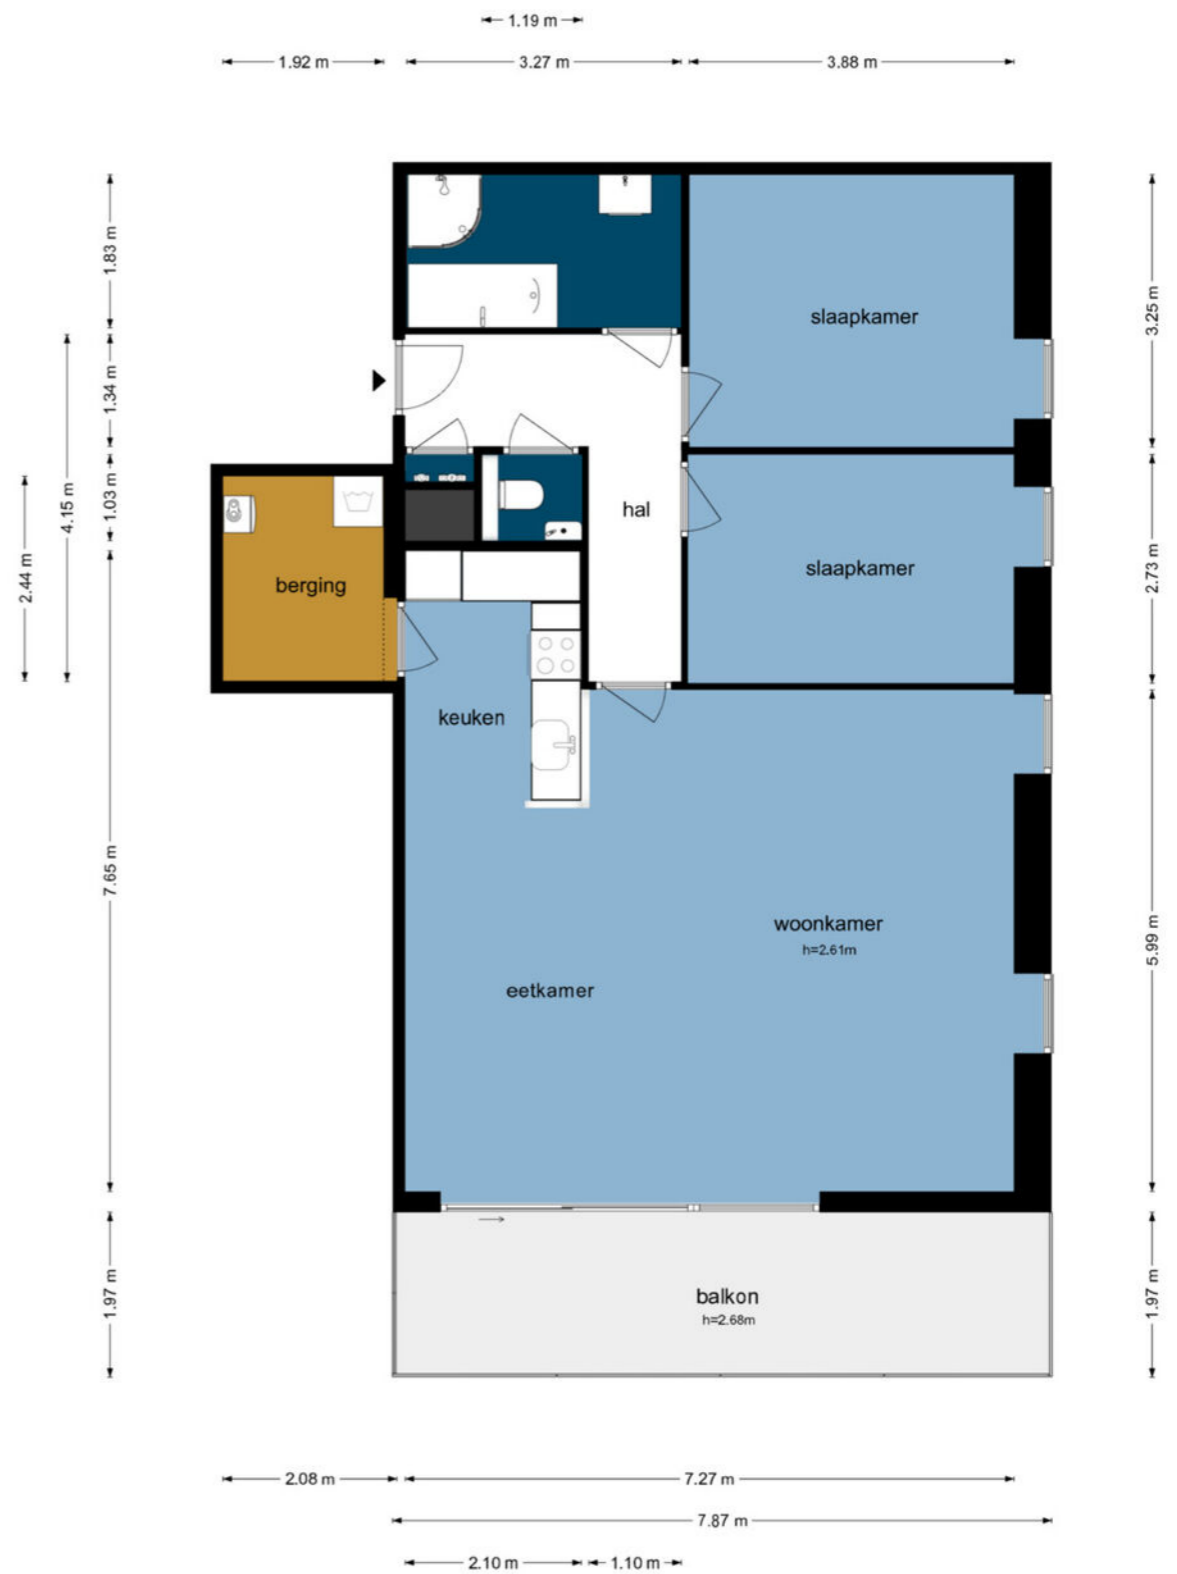 1.19 m
1.92 m
3.27 m
3.88 m
1.83 m
3.25 m
slaapkamer
1.34 m
4.15 m
1.03 m
hal
2.44 m
berging
slaapkamer
2.73 m
keuken
7.65 m
woonkamer
h=2.61m
5.99 m
eetkamer
1.97 m
balkon
h=2.68m
1.97 m
2.08 m
7.27 m
7.87 m
2.10 m
1.10 m